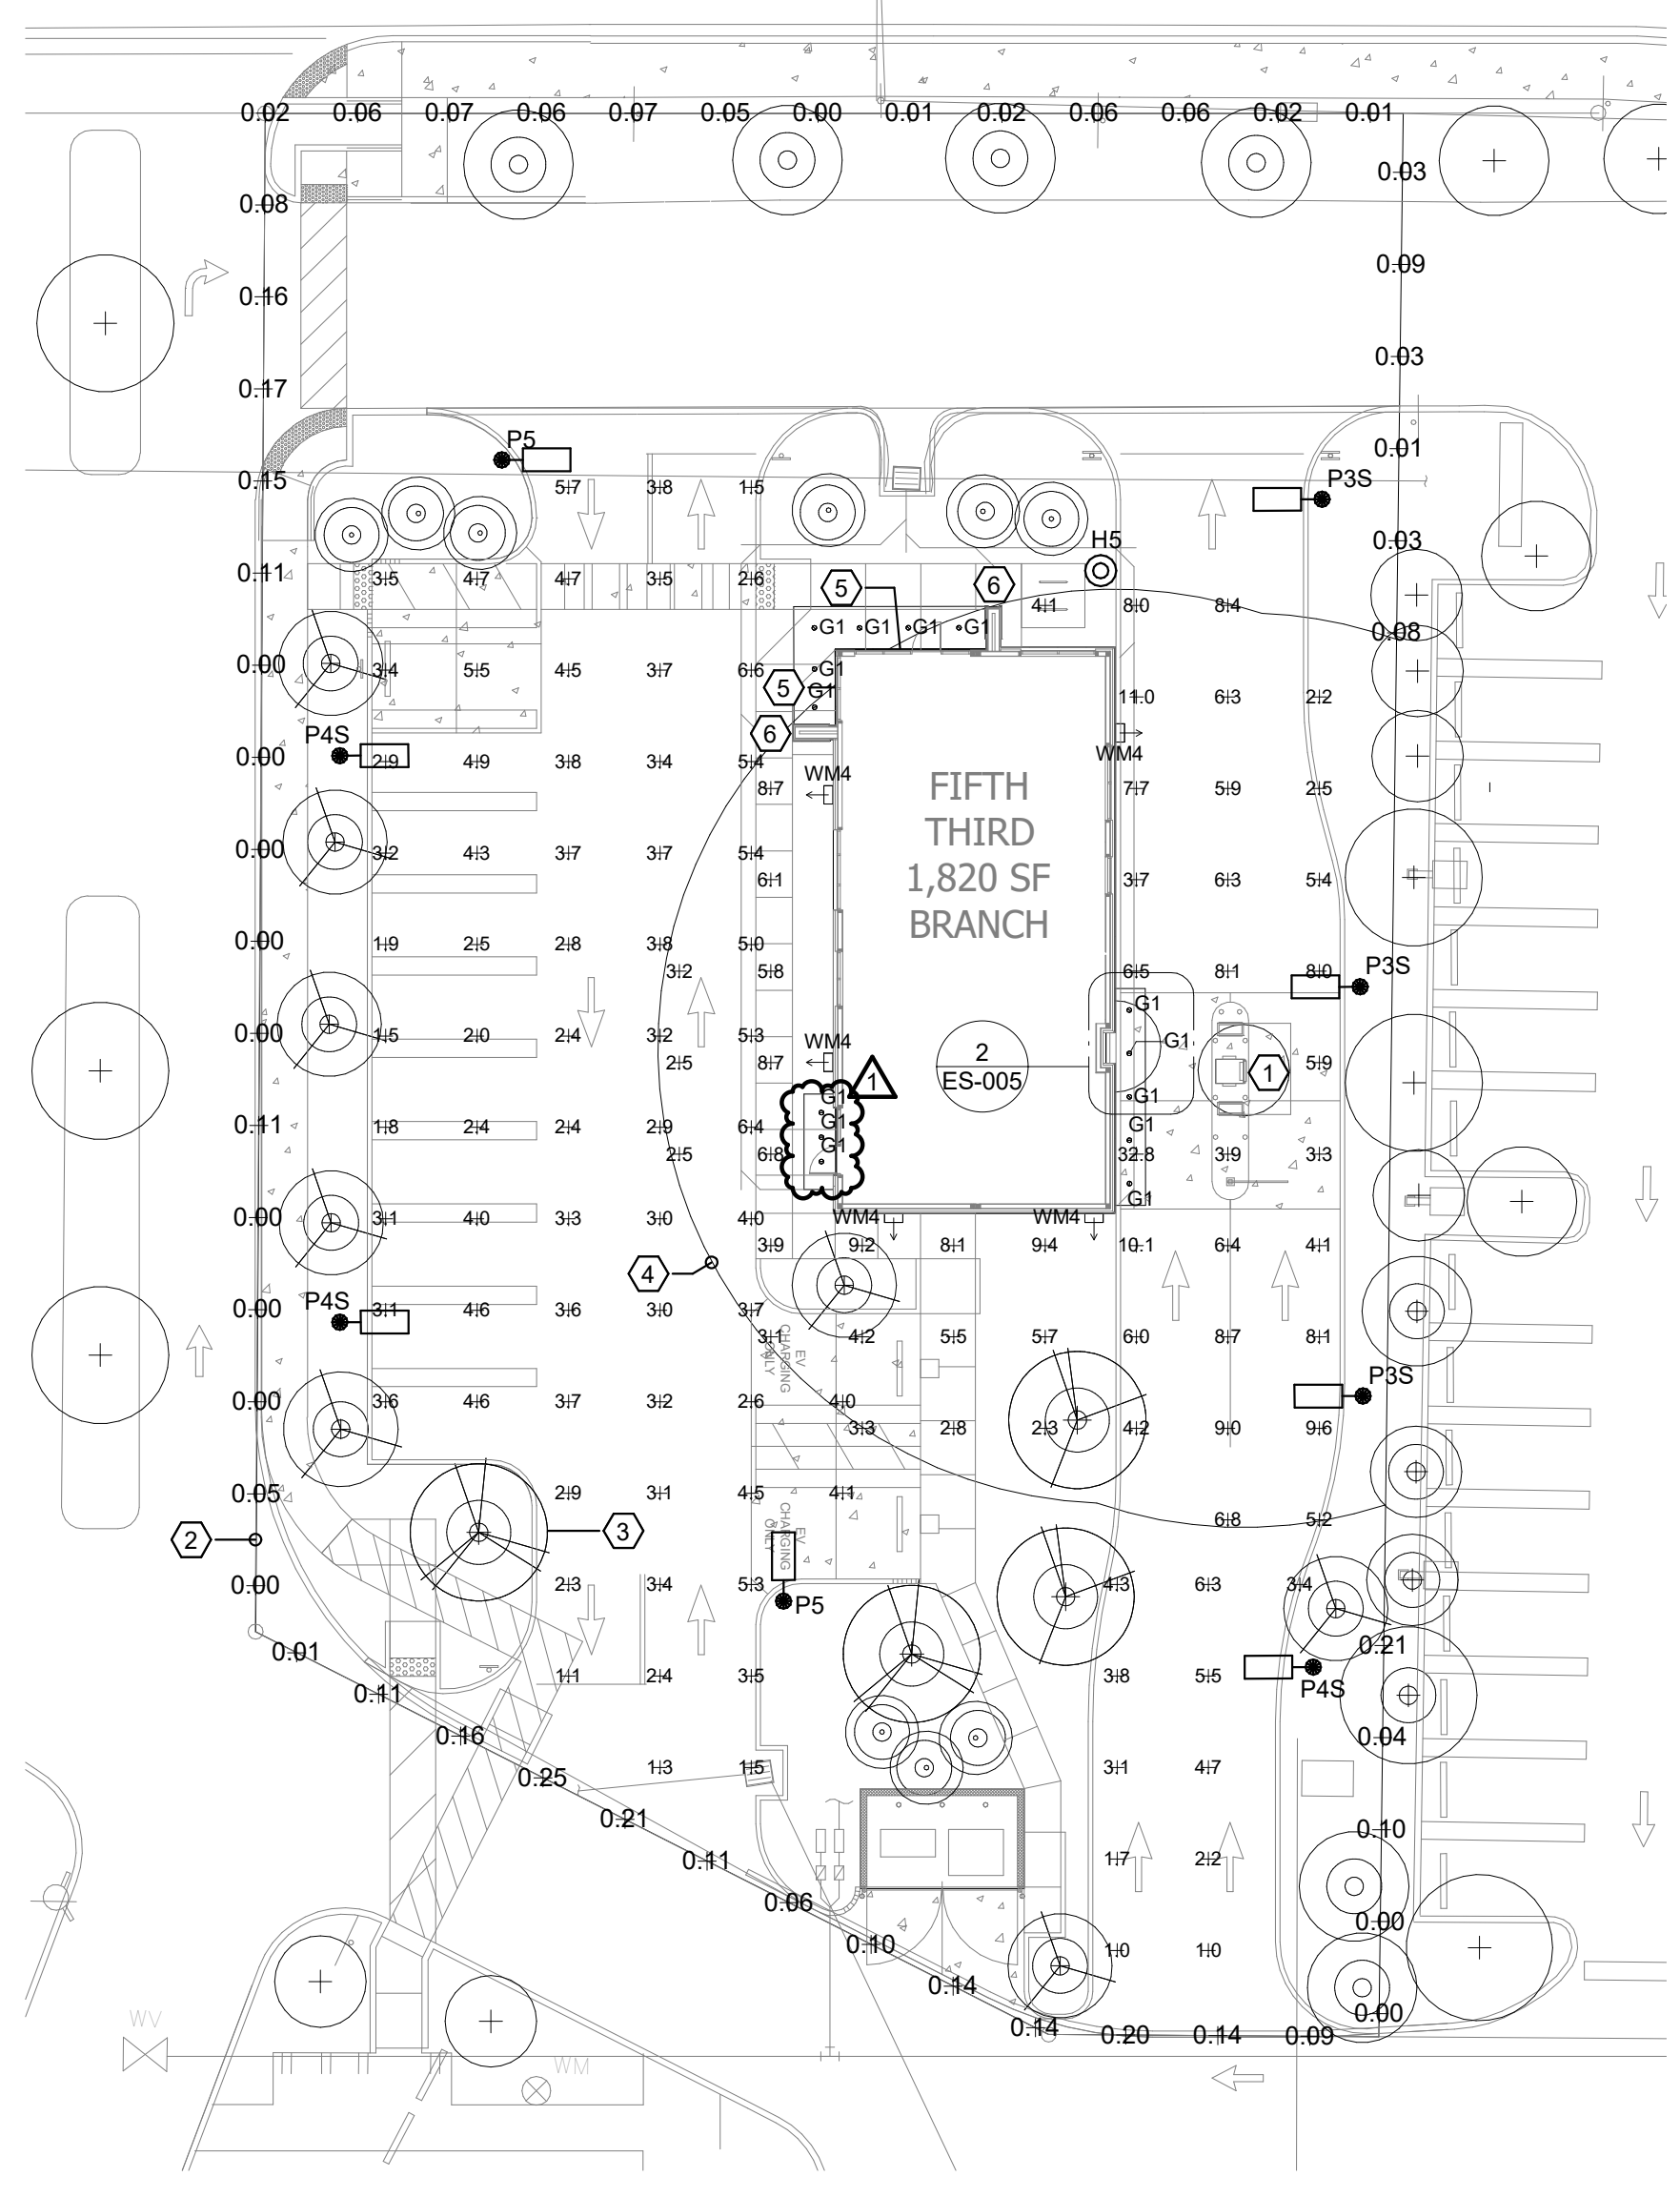 0.02 0.06 0.07 0.06 0.07 0.05 0.00 0.01 0.02 0.06 0.06 0.02 0.01
0.03
0.08
0.09
0.16
0.03
0.17
P5
0.01
0.15 5.7 3.8 1.5 P3S
0.03
H5
0.11 3.5 4.7 4.7 3.5 2.6 5 6
4.1 8.0 8.4
G1 G1 G1 G1 0.08
0.00 3.4 5.5 4.5 3.7 6.6 G1
5 G1 11.0 6.3 2.2
P4S 6
0.00 2.9 4.9 3.8 3.4 5.4 WM4
WM4
8.7 FIFTH 7.7 5.9 2.5
THIRD
0.00 3.2 4.3 3.7 3.7 5.4
6.1 1,820 SF 3.7 6.3 5.4
BRANCH
0.00 1.9 2.5 2.8 3.8 5.0
3.2 5.8 6.5 8.1 8.0 P3S
G1
0.00 1.5 2.0 2.4 3.2 5.3 WM4 G1
2.5 8.7 1 2 5.9 1
ES-005
G1 G1
0.11 1.8 2.4 2.4 2.9 6.4 G1 G1
2.5 6.8 G1 32.8 3.9 3.3
G1
0.00 3.1 4.0 3.3 3.0 4.0 WM4 WM4
3.9 9.2 8.1 9.4 10.1 6.4 4.1
4
P4S
0.00 3.1 4.6 3.6 3.0 3.7
3.1 4.2 5.5 5.7 6.0 8.7 8.1
EV
CHARGING
ONLY
P3S
0.00 3.6 4.6 3.7 3.2 2.6 4.0
3.3 2.8 2.3 4.2 9.0 9.6
0.05 2.9 3.1 4.5 4.1
6.8 5.2
2 3
EV
CHARGING
ONLY
0.00 2.3 3.4 5.3 4.3 6.3 3.4
P5
0.01 0.21
1.1 2.4 3.5 3.8 5.5 P4S
0.11
0.16 0.04
0.25 1.3 1.5 3.1 4.7
0.21 0.10
0.11 1.7 2.2
0.06 0.00
0.10 1.0 1.0
0.14 0.00
0.14 0.20 0.14 0.09
WV
WM